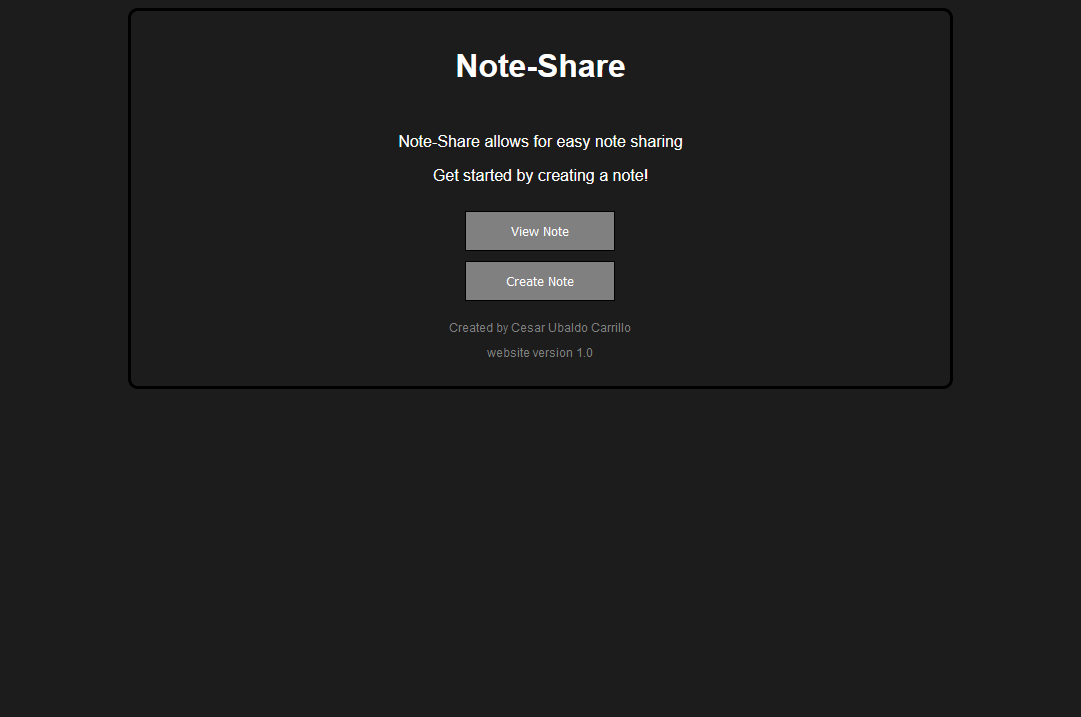 Note-Share
Note-Share allows for easy note sharing
Get started by creating a note!
View Note
Create Note
Created by Cesar Ubaldo Carrillo
website version 1.0